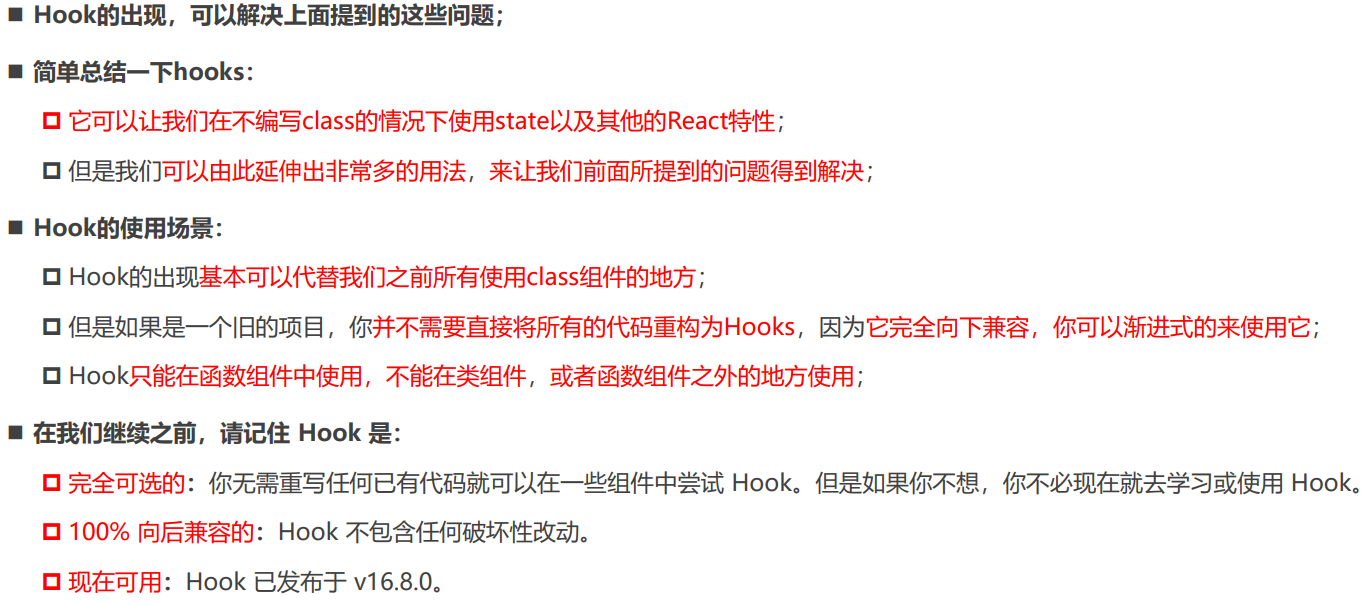 ■ Hook的出现，可以解决上面提到的这些问题；
■ 简单总结一下hooks：
□ 它可以让我们在不编写class的情况下使用state以及其他的React特性；
□ 但是我们可以由此延伸出非常多的用法，来让我们前面所提到的问题得到解决；
■ Hook的使用场景：
□ Hook的出现基本可以代替我们之前所有使用class组件的地方；
□ 但是如果是一个旧的项目，你并不需要直接将所有的代码重构为Hooks，因为它完全向下兼容，你可以渐进式的来使用它；
□ Hook只能在函数组件中使用，不能在类组件，或者函数组件之外的地方使用；
■ 在我们继续之前，请记住 Hook 是：
□ 完全可选的：你无需重写任何已有代码就可以在一些组件中尝试 Hook。但是如果你不想，你不必现在就去学习或使用 Hook。
□ 100% 向后兼容的：Hook 不包含任何破坏性改动。
□ 现在可用：Hook 已发布于 v16.8.0。